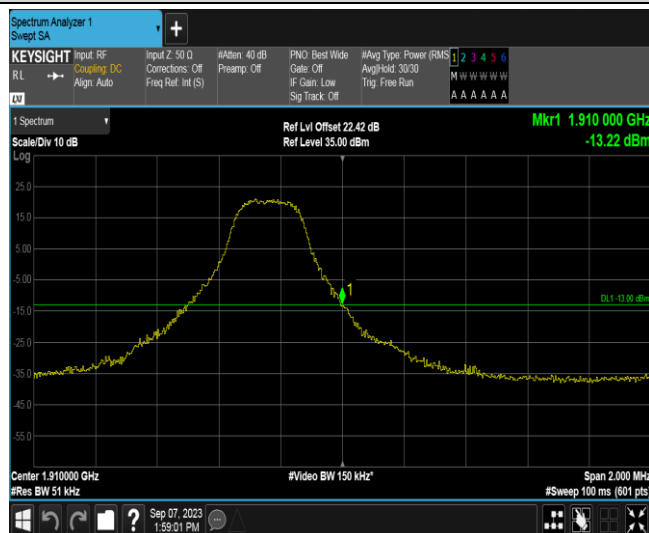 Spectrum Analyzer 1
Swept SA
+
KEYSIGHT
RL
LXI
Input: RF
Coupling: DC
Align: Auto
Input Z: 50 Ω
Corrections: Off
Freq Ref: Int (S)
#Atten: 40 dB
Preamp: Off
PNO: Best Wide
Gate: Off
IF Gain: Low
Sig Track: Off
#Avg Type: Power (RMS
Avg|Hold: 30/30
Trig: Free Run
1 2 3 4 5 6
M W W W W W
A A A A A A
1 Spectrum
Scale/Div 10 dB
Log
Ref Lvl Offset 22.42 dB
Ref Level 35.00 dBm
Mkr1 1.910 000 GHz
-13.22 dBm
25.0
15.0
5.00
-5.00
-15.0
-25.0
-35.0
-45.0
-55.0
1
DL1 -13.00 dBm
Center 1.910000 GHz
#Res BW 51 kHz
#Video BW 150 kHz*
Span 2.000 MHz
#Sweep 100 ms (601 pts)
?
Sep 07, 2023
1:59:01 PM